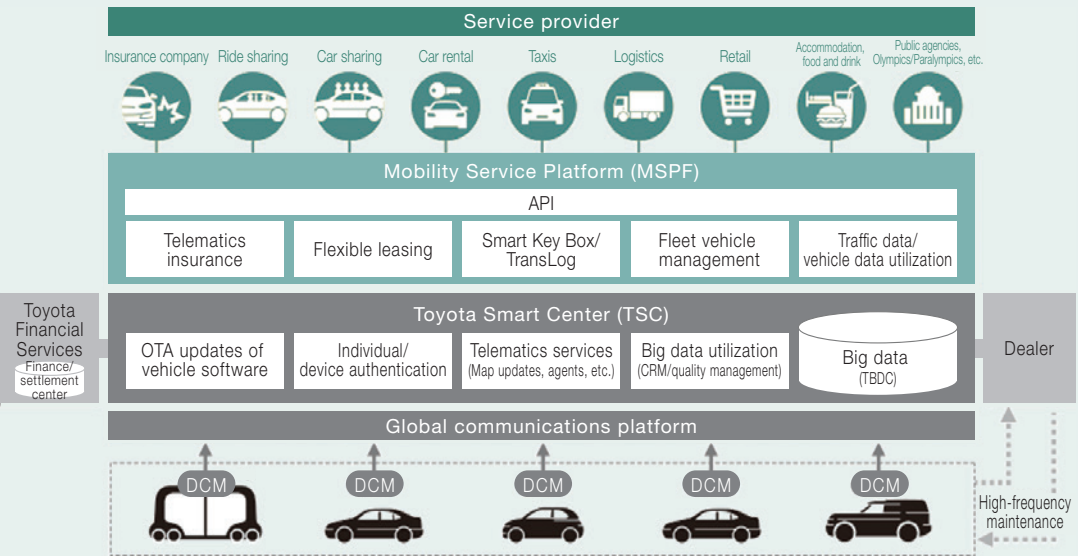 Service provider
Insurance company
Ride sharing
Car sharing
Car rental
Taxis
Logistics
Retail
Accommodation,
food and drink
Public agencies,
Olympics/Paralympics, etc.
Mobility Service Platform (MSPF)
API
Telematics
insurance
Flexible leasing
Smart Key Box/
TransLog
Fleet vehicle
management
Traffic data/
vehicle data utilization
Toyota
Financial
Services
Finance/
settlement
center
Toyota Smart Center (TSC)
OTA updates of
vehicle software
Individual/
device authentication
Telematics services
(Map updates, agents, etc.)
Big data utilization
(CRM/quality management)
Big data
(TBDC)
Dealer
Global communications platform
DCM
DCM
DCM
DCM
DCM
High-frequency
maintenance